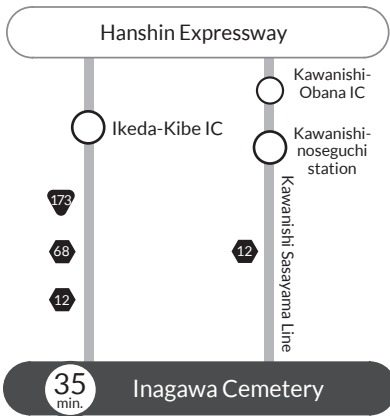 Hanshin Expressway
Kawanishi-
Obana IC
Ikeda-Kibe IC
Kawanishi-
noseguchi
station
173
68
12
12
Kawanishi Sasayama Line
35
min.
Inagawa Cemetery